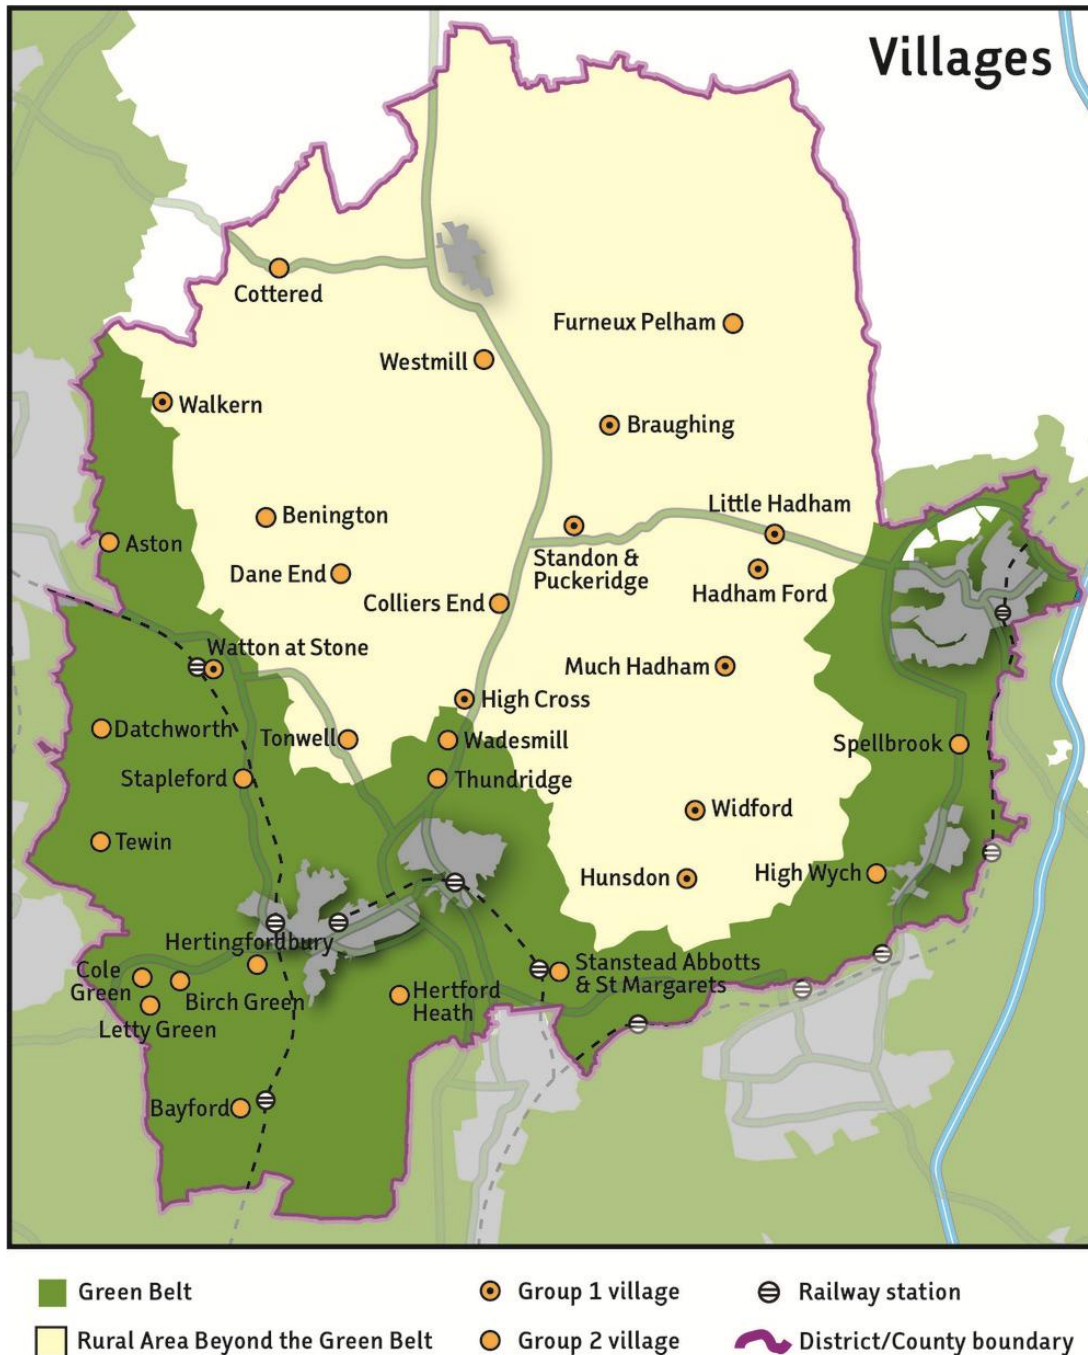 Villages
Cottered
Furneux Pelham
Westmill
Walkern
Braughing
Little Hadham
Benington
Aston
Standon &
Puckeridge
Dane End
Hadham Ford
Colliers End
Watton at Stone
Much Hadham
High Cross
Datchworth
Tonwell
Wadesmill
Spellbrook
Stapleford
Thundridge
Widford
Tewin
Hunsdon
High Wych
Hertingfordbury
Cole
Green
Birch Green
Letty Green
Hertford
Heath
Stanstead Abbotts
& St Margarets
Bayford
Green Belt
Group 1 village
Railway station
Rural Area Beyond the Green Belt
Group 2 village
District/County boundary